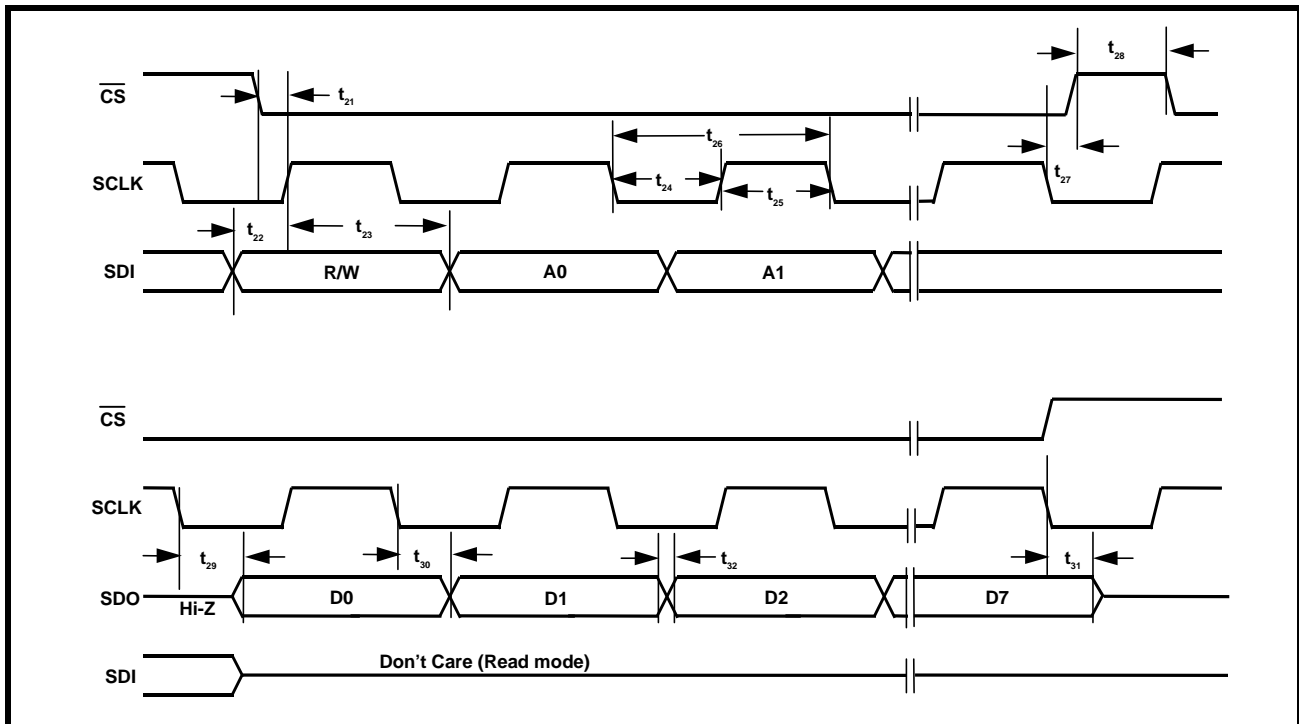 t28
CS
t21
t26
SCLK
t24
t25
t27
t22
t23
SDI
R/W
A0
A1
CS
SCLK
t29
t30
t32
t31
SDO
Hi-Z
D0
D1
D2
D7
SDI
Don't Care (Read mode)